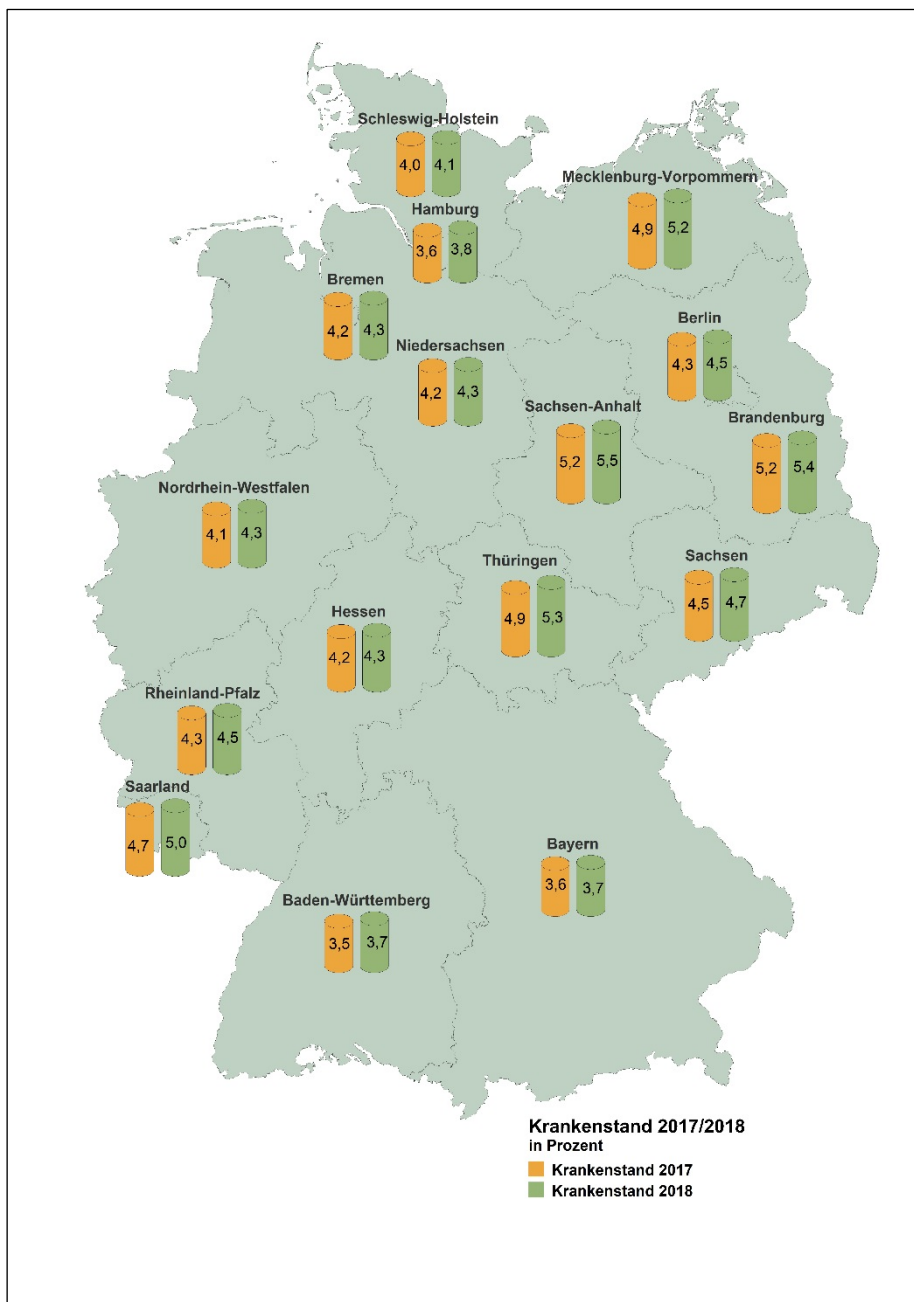 Schleswig-Holstein
4,0 4,1
Mecklenburg-Vorpommern
4,9 5,2
Hamburg
3,6 3,8
Bremen
4,2 4,3
Berlin
4,3 4,5
Niedersachsen
4,2 4,3
Sachsen-Anhalt
5,2 5,5
Brandenburg
5,2 5,4
Nordrhein-Westfalen
4,1 4,3
Thüringen
4,9 5,3
Sachsen
4,5 4,7
Hessen
4,2 4,3
Rheinland-Pfalz
4,3 4,5
Saarland
4,7 5,0
Bayern
3,6 3,7
Baden-Württemberg
3,5 3,7
Krankenstand 2017/2018
in Prozent
Krankenstand 2017
Krankenstand 2018